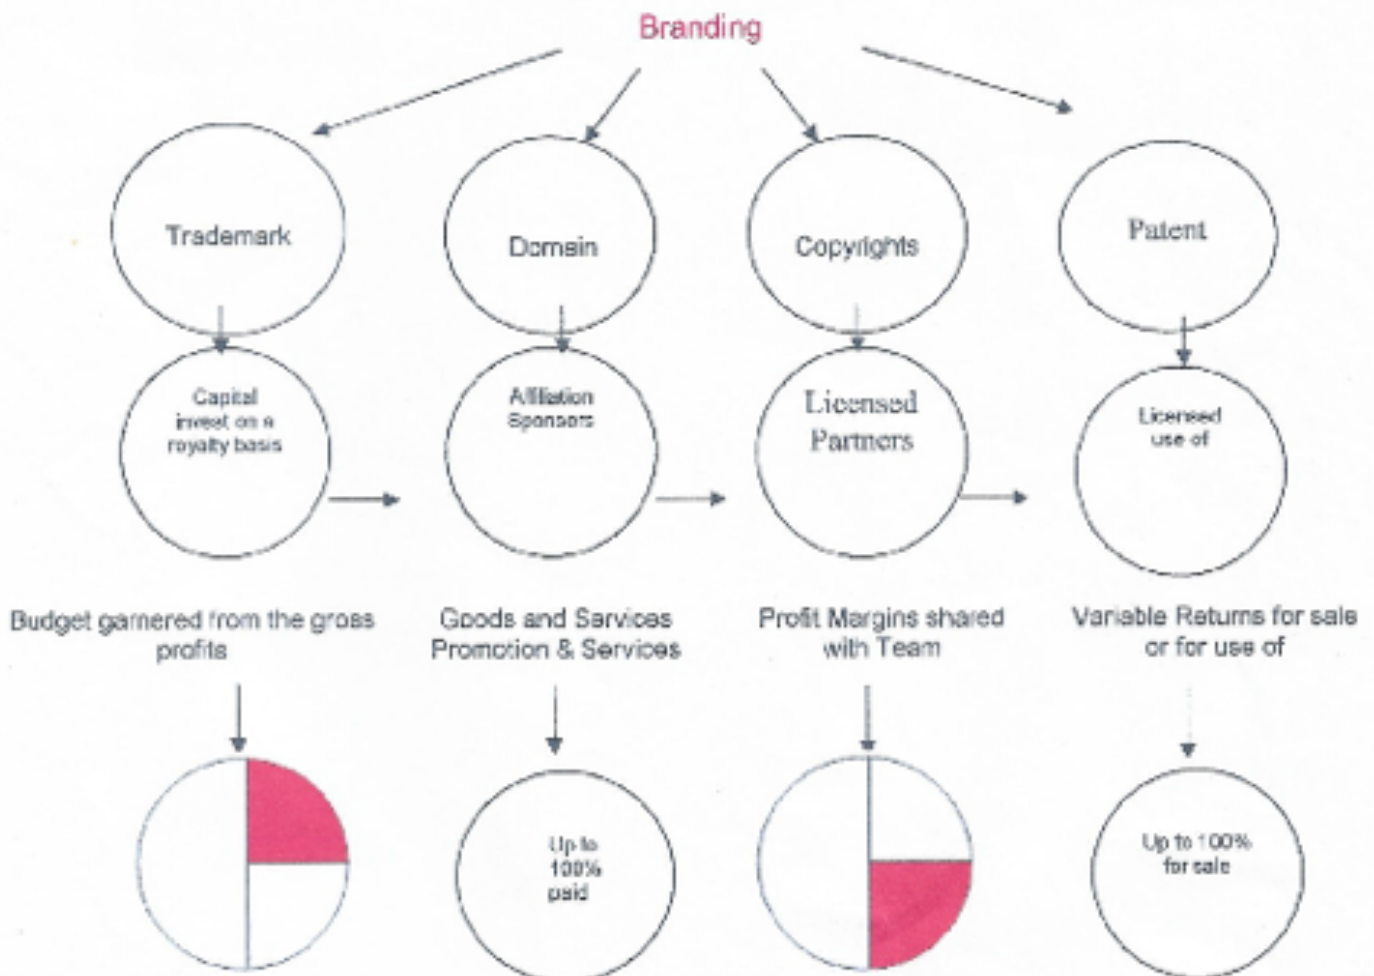 Branding
Trademark
Domain
Copyrights
Patent
Capital
invest on a
royalty basis
Affiliation
Sponsors
Licensed
Partners
Licensed
use of
Budget garnered from the gross
profits
Goods and Services
Promotion & Services
Profit Margins shared
with Team
Variable Returns for sale
or for use of
Up to
100%
paid
Up to 100%
for sale